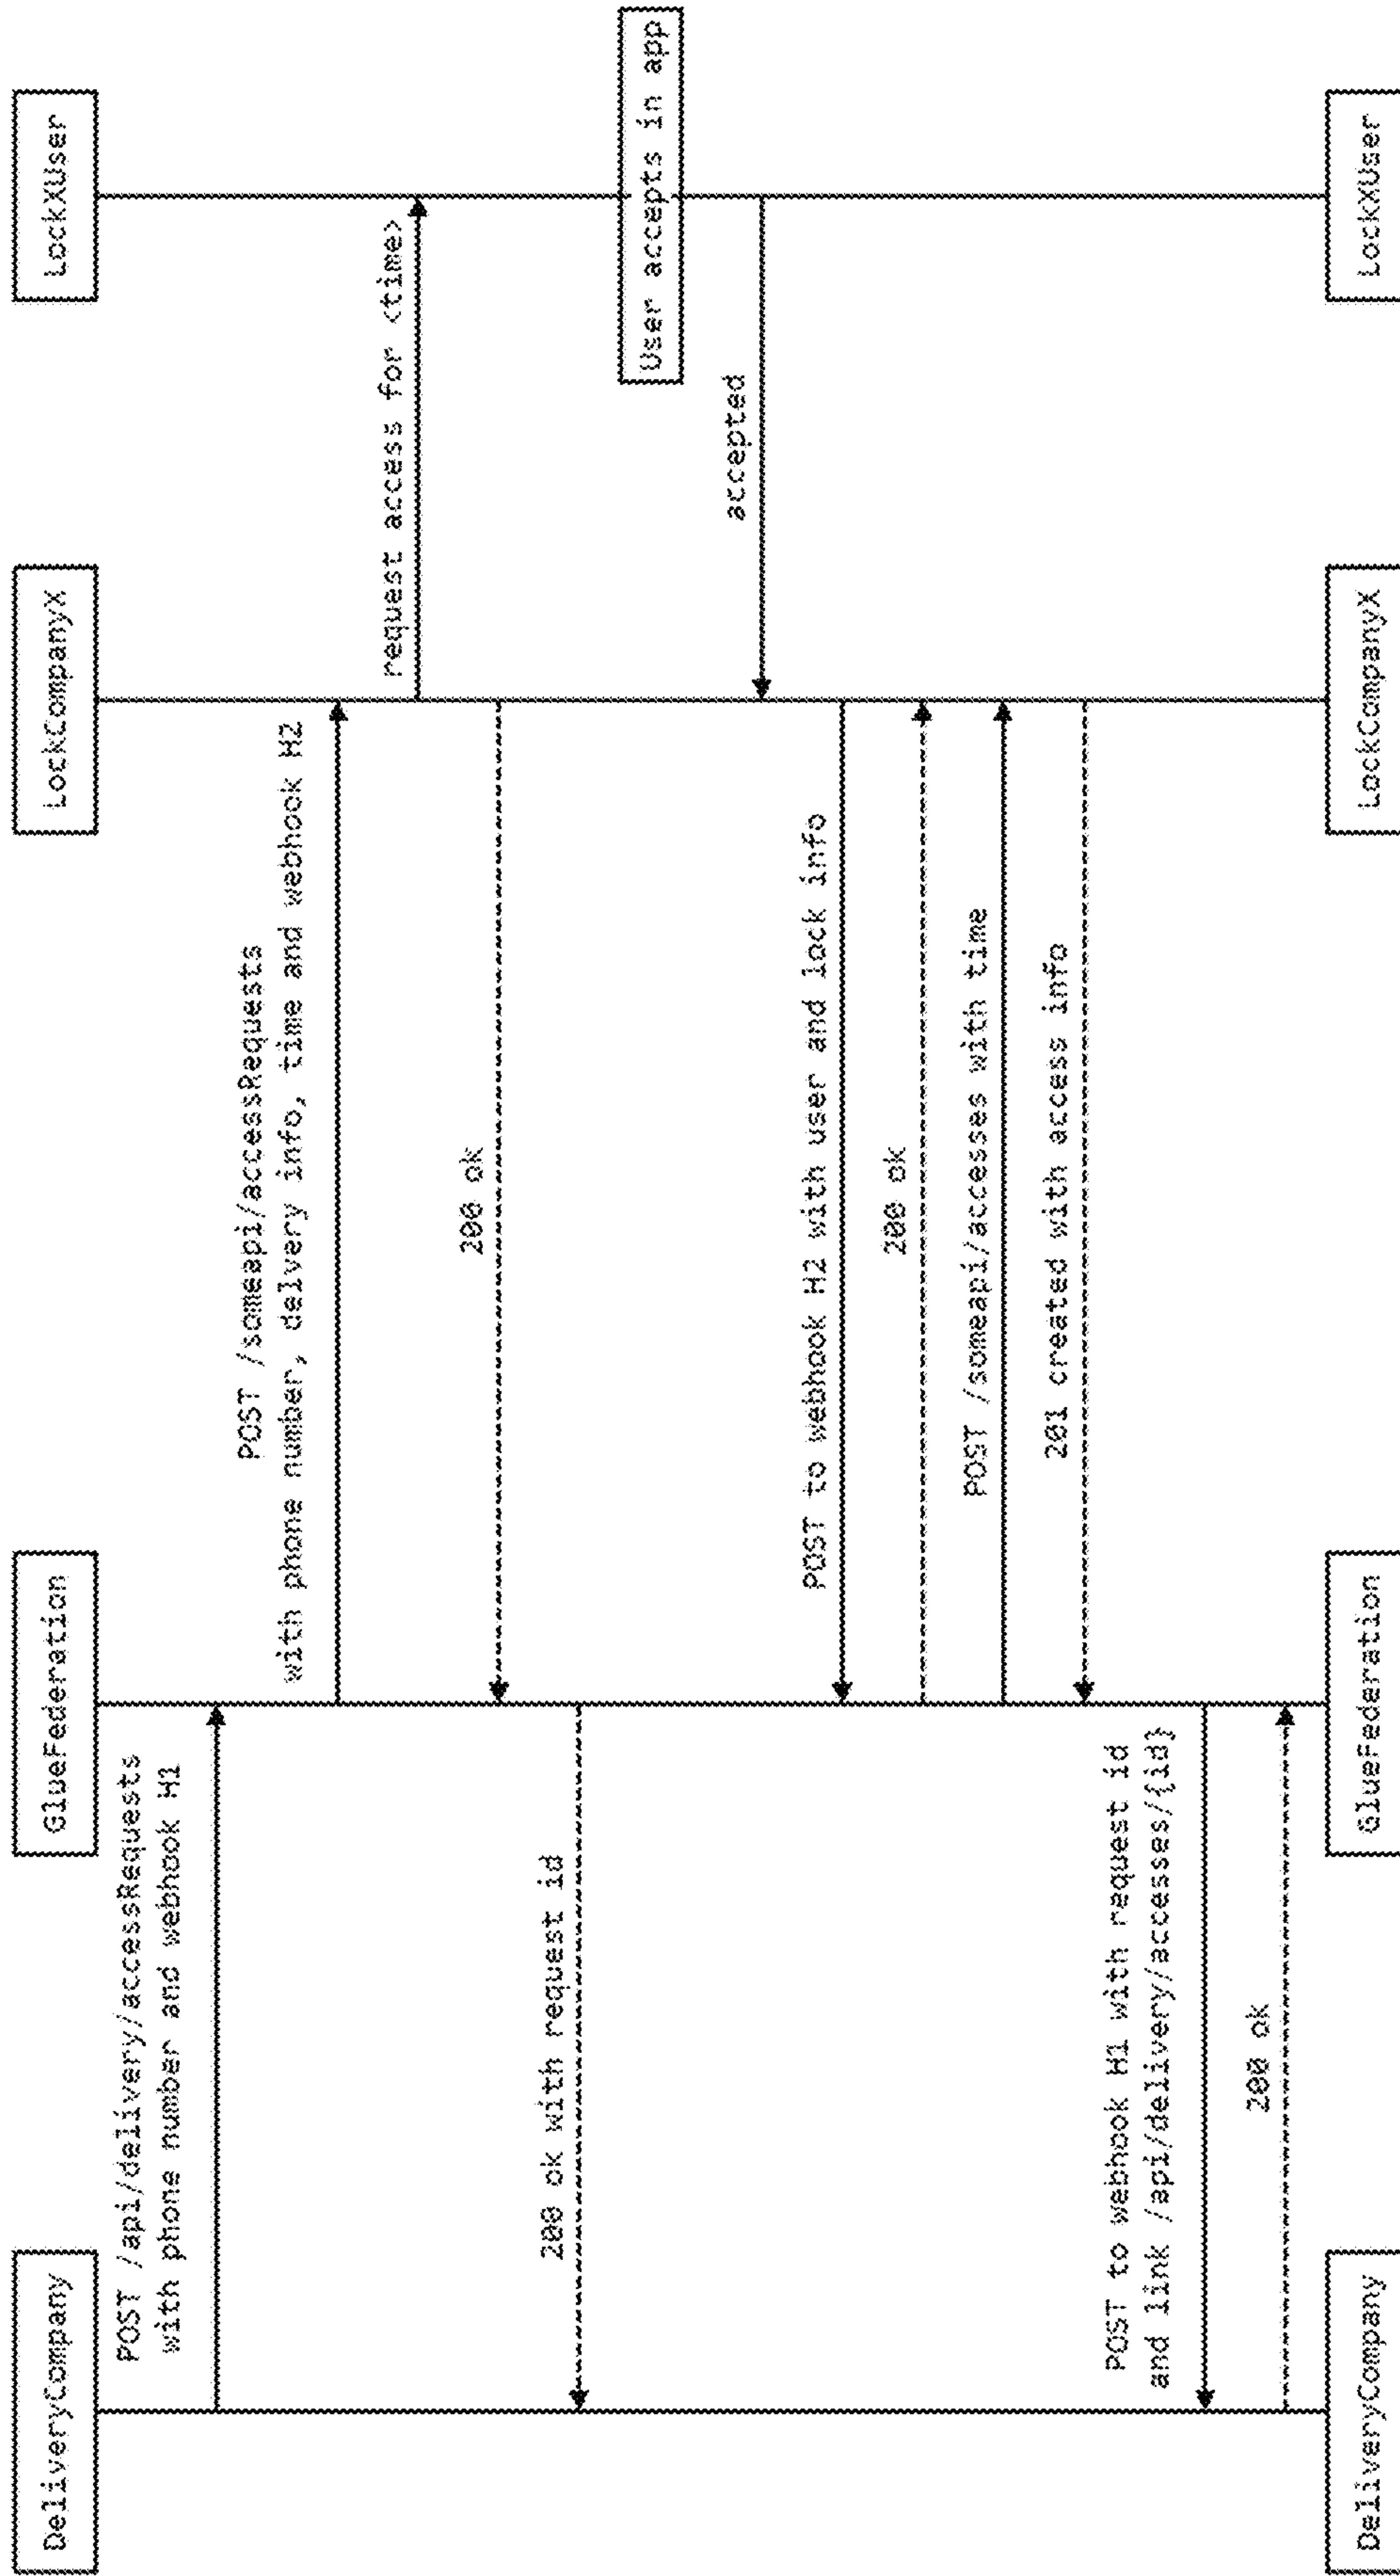 DeliveryCompany
GlueFederation
LockCompanyX
LockXUser
POST /api/delivery/accessRequests
with phone number and webhook H1
POST /someapi/accessRequests
with phone number, delvery info, time and webhook H2
request access for <time>
200 ok
200 ok with request id
User accepts in app
accepted
POST to webhook H2 with user and lock info
200 ok
POST /someapi/accesses with time
201 created with access info
POST to webhook H1 with request id
and link /api/delivery/accesses/{id}
200 ok
DeliveryCompany
GlueFederation
LockCompanyX
LockXUser